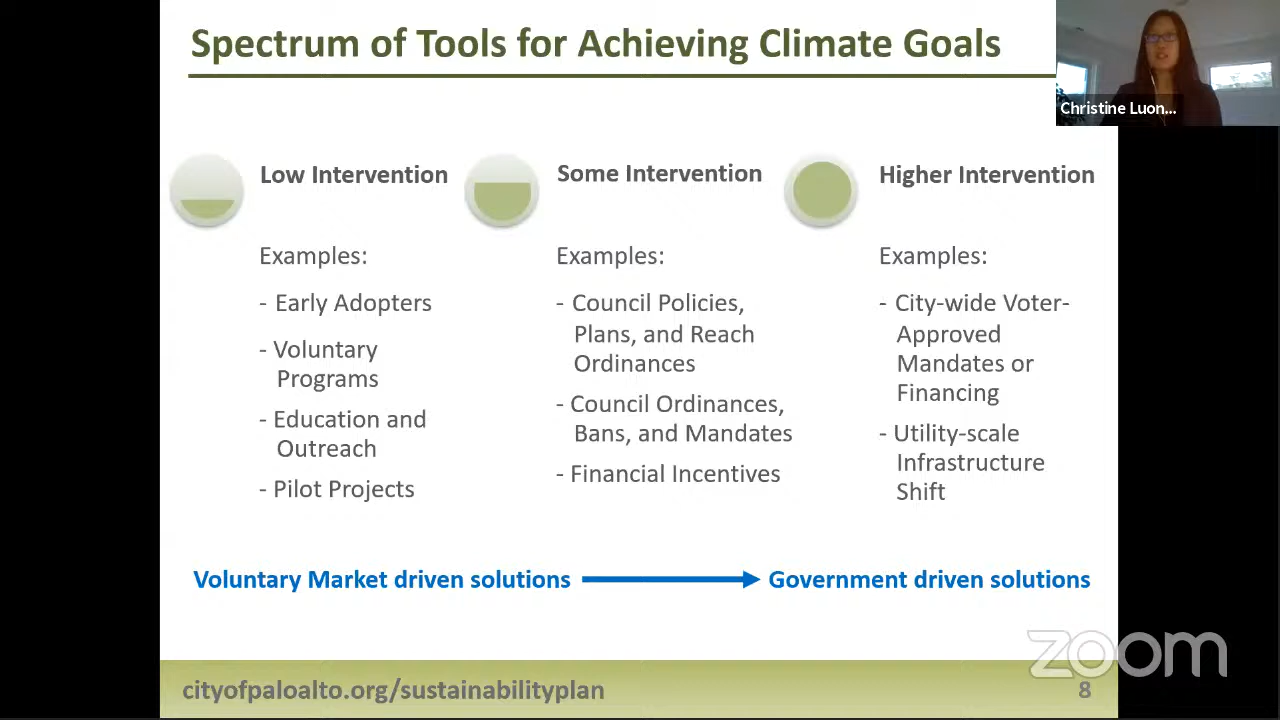 Spectrum of Tools for Achieving Climate Goals
Christine Luon...
Low Intervention
Examples:
- Early Adopters
- Voluntary
Programs
- Education and
Outreach
- Pilot Projects
Some Intervention
Examples:
- Council Policies,
Plans, and Reach
Ordinances
- Council Ordinances,
Bans, and Mandates
- Financial Incentives
Higher Intervention
Examples:
- City-wide Voter-
Approved
Mandates or
Financing
- Utility-scale
Infrastructure
Shift
Voluntary Market driven solutions
Government driven solutions
zoom
cityofpaloalto.org/sustainabilityplan
8